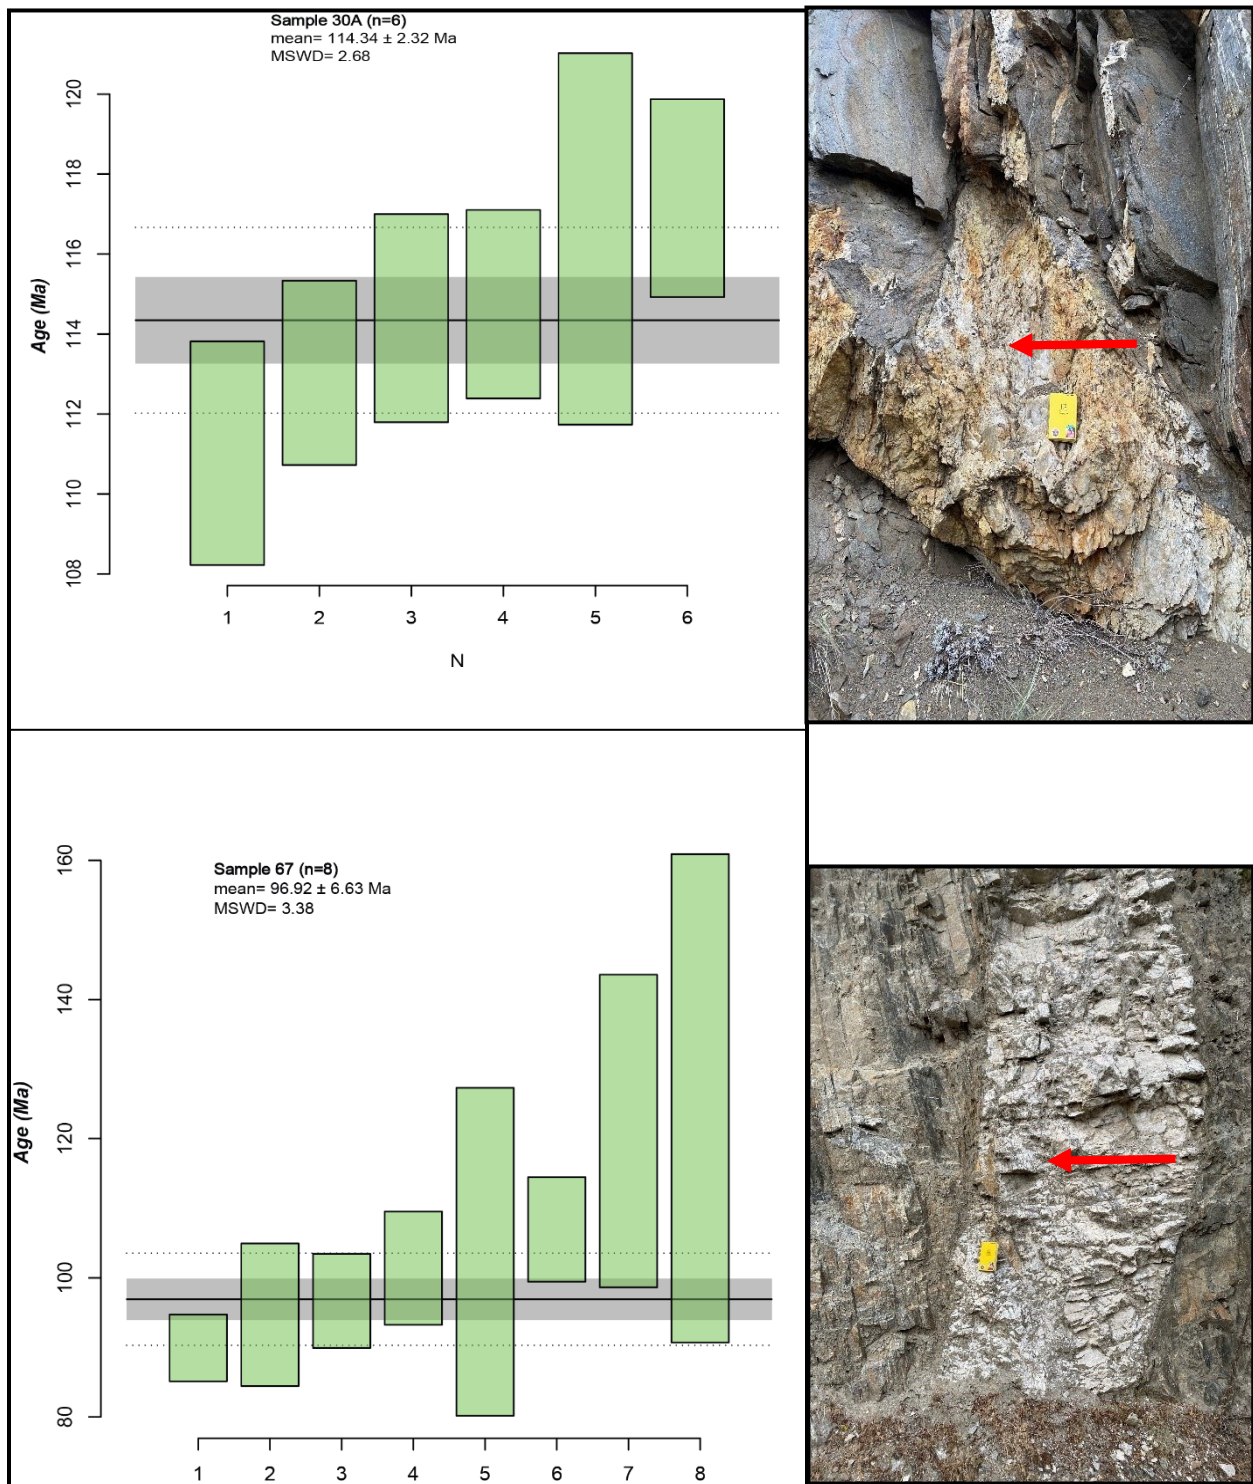 Sample 30A (n=6)
mean= 114.34 ± 2.32 Ma
MSWD= 2.68
Age (Ma)
120
118
116
114
112
110
108
1 2 3 4 5 6
N
Sample 67 (n=8)
mean= 96.92 ± 6.63 Ma
MSWD= 3.38
Age (Ma)
160
140
120
100
80
1 2 3 4 5 6 7 8